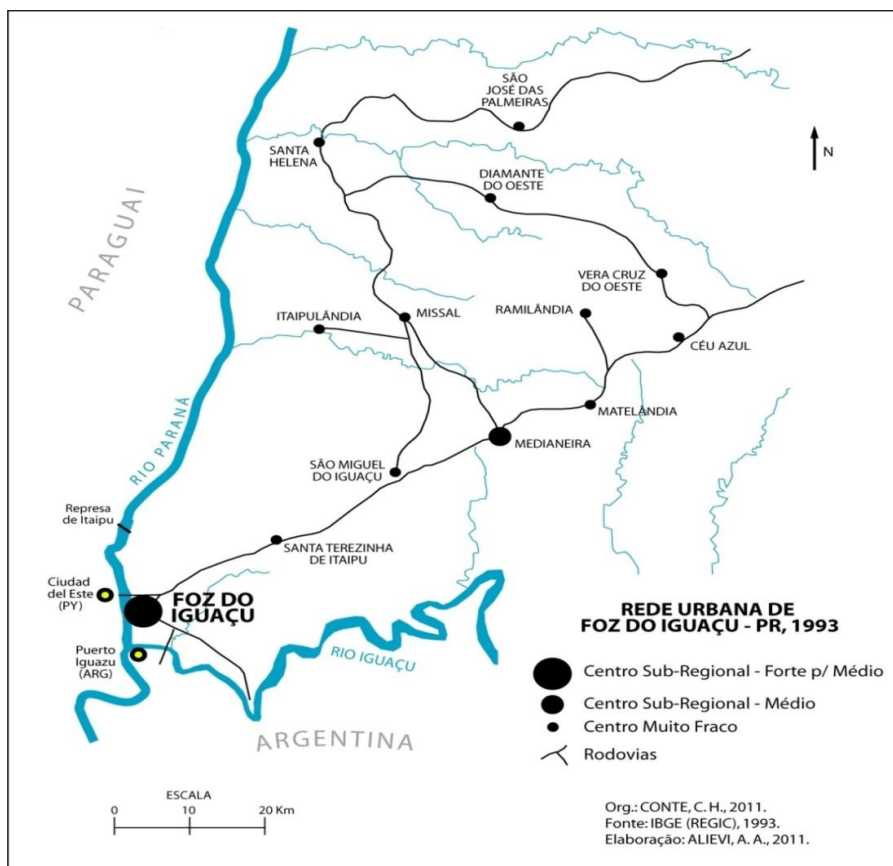 SÃO
JOSÉ DAS
PALMEIRAS
N
SANTA
HELENA
DIAMANTE
DO OESTE
PARAGUAI
VERA CRUZ
DO OESTE
ITAIPULÂNDIA
MISSAL
RAMILÂNDIA
CÉU AZUL
MATELÂNDIA
RIO PARANÁ
MEDIANEIRA
SÃO MIGUEL
DO IGUAÇU
Represa
de Itaipu
SANTA TEREZINHA
DE ITAIPU
Ciudad
del Este
(PY)
FOZ DO
IGUAÇU
Puerto
Iguazu
(ARG)
RIO IGUAÇU
ARGENTINA
REDE URBANA DE
FOZ DO IGUAÇU - PR, 1993
Centro Sub-Regional - Forte p/ Médio
Centro Sub-Regional - Médio
Centro Muito Fraco
Rodovias
ESCALA
0 10 20 Km
Org.: CONTE, C. H., 2011.
Fonte: IBGE (REGIC), 1993.
Elaboração: ALIEVI, A. A., 2011.